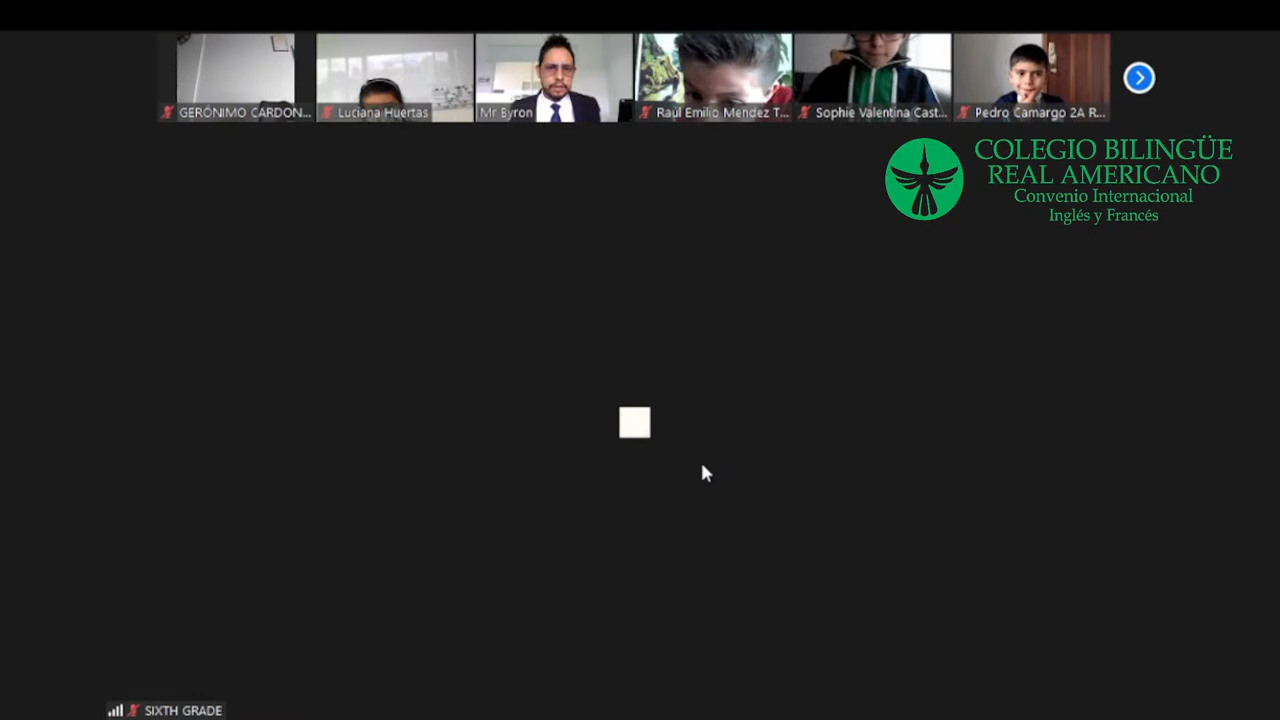 GERÓNIMO CARDON...
Luciana Huertas
Mr Byron
Raúl Emilio Mendez T...
Sophie Valentina Cast...
Pedro Camargo 2A R...
COLEGIO BILINGÜE
REAL AMERICANO
Convenio Internacional
Inglés y Francés
SIXTH GRADE